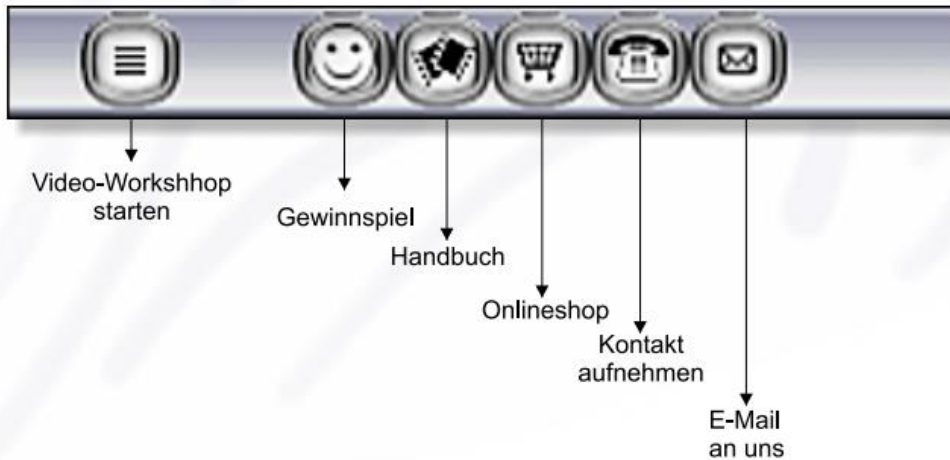 Video-Workshhop
starten
Gewinnspiel
Handbuch
Onlineshop
Kontakt
aufnehmen
E-Mail
an uns